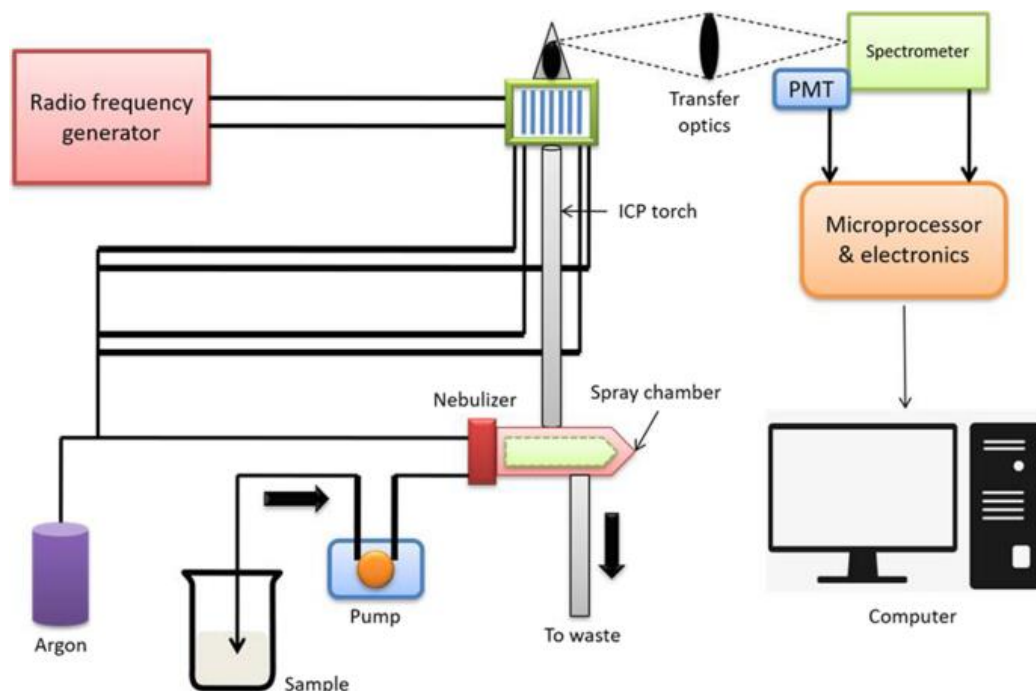 Radio frequency
generator
Transfer
optics
Spectrometer
PMT
ICP torch
Microprocessor
& electronics
Nebulizer
Spray chamber
Argon
Sample
Pump
To waste
Computer